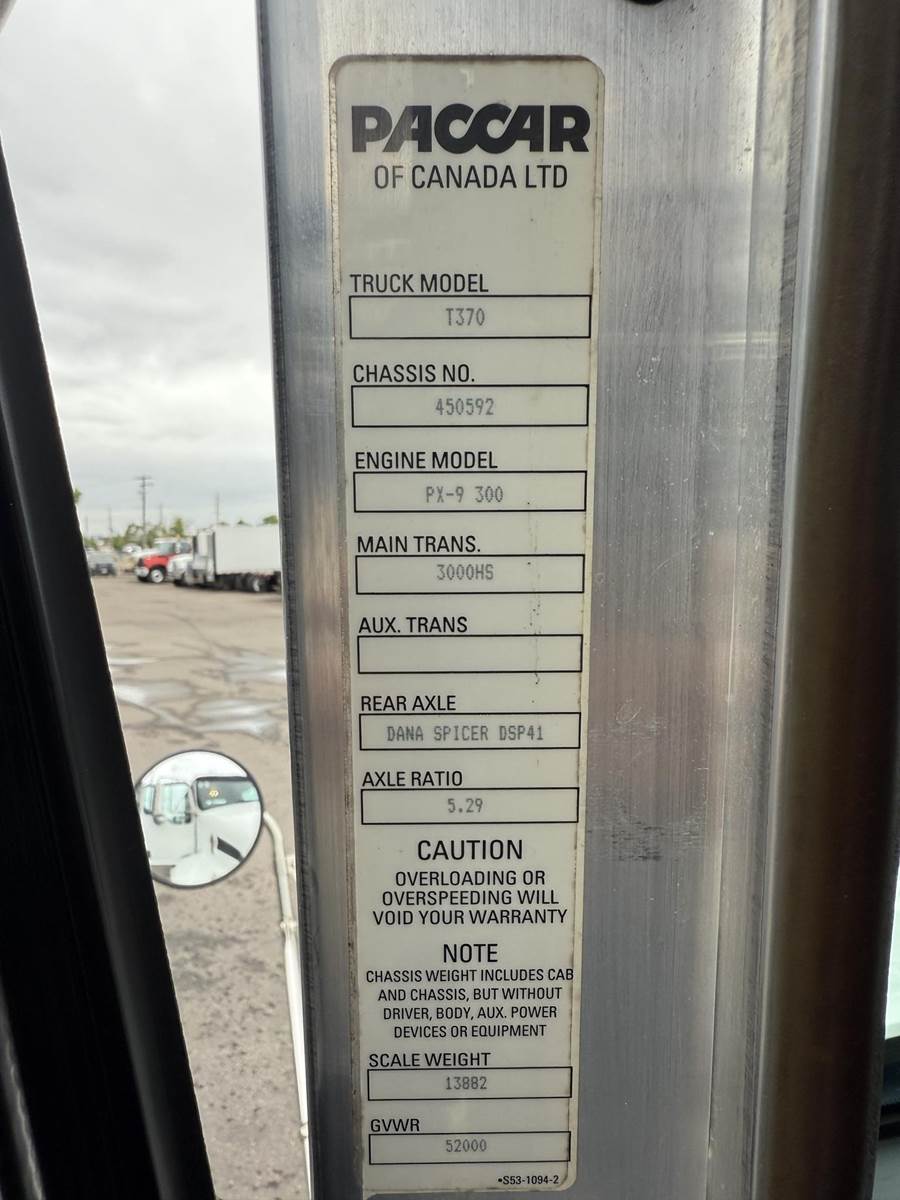 PACCAR
OF CANADA LTD
TRUCK MODEL
T370
CHASSIS NO.
450592
ENGINE MODEL
PX-9 300
MAIN TRANS.
3000HS
AUX. TRANS
REAR AXLE
DANA SPICER DSP41
AXLE RATIO
5.29
CAUTION
OVERLOADING OR
OVERSPEEDING WILL
VOID YOUR WARRANTY
NOTE
CHASSIS WEIGHT INCLUDES CAB
AND CHASSIS, BUT WITHOUT
DRIVER, BODY, AUX. POWER
DEVICES OR EQUIPMENT
SCALE WEIGHT
13882
GVWR
52000
•S53-1094-2